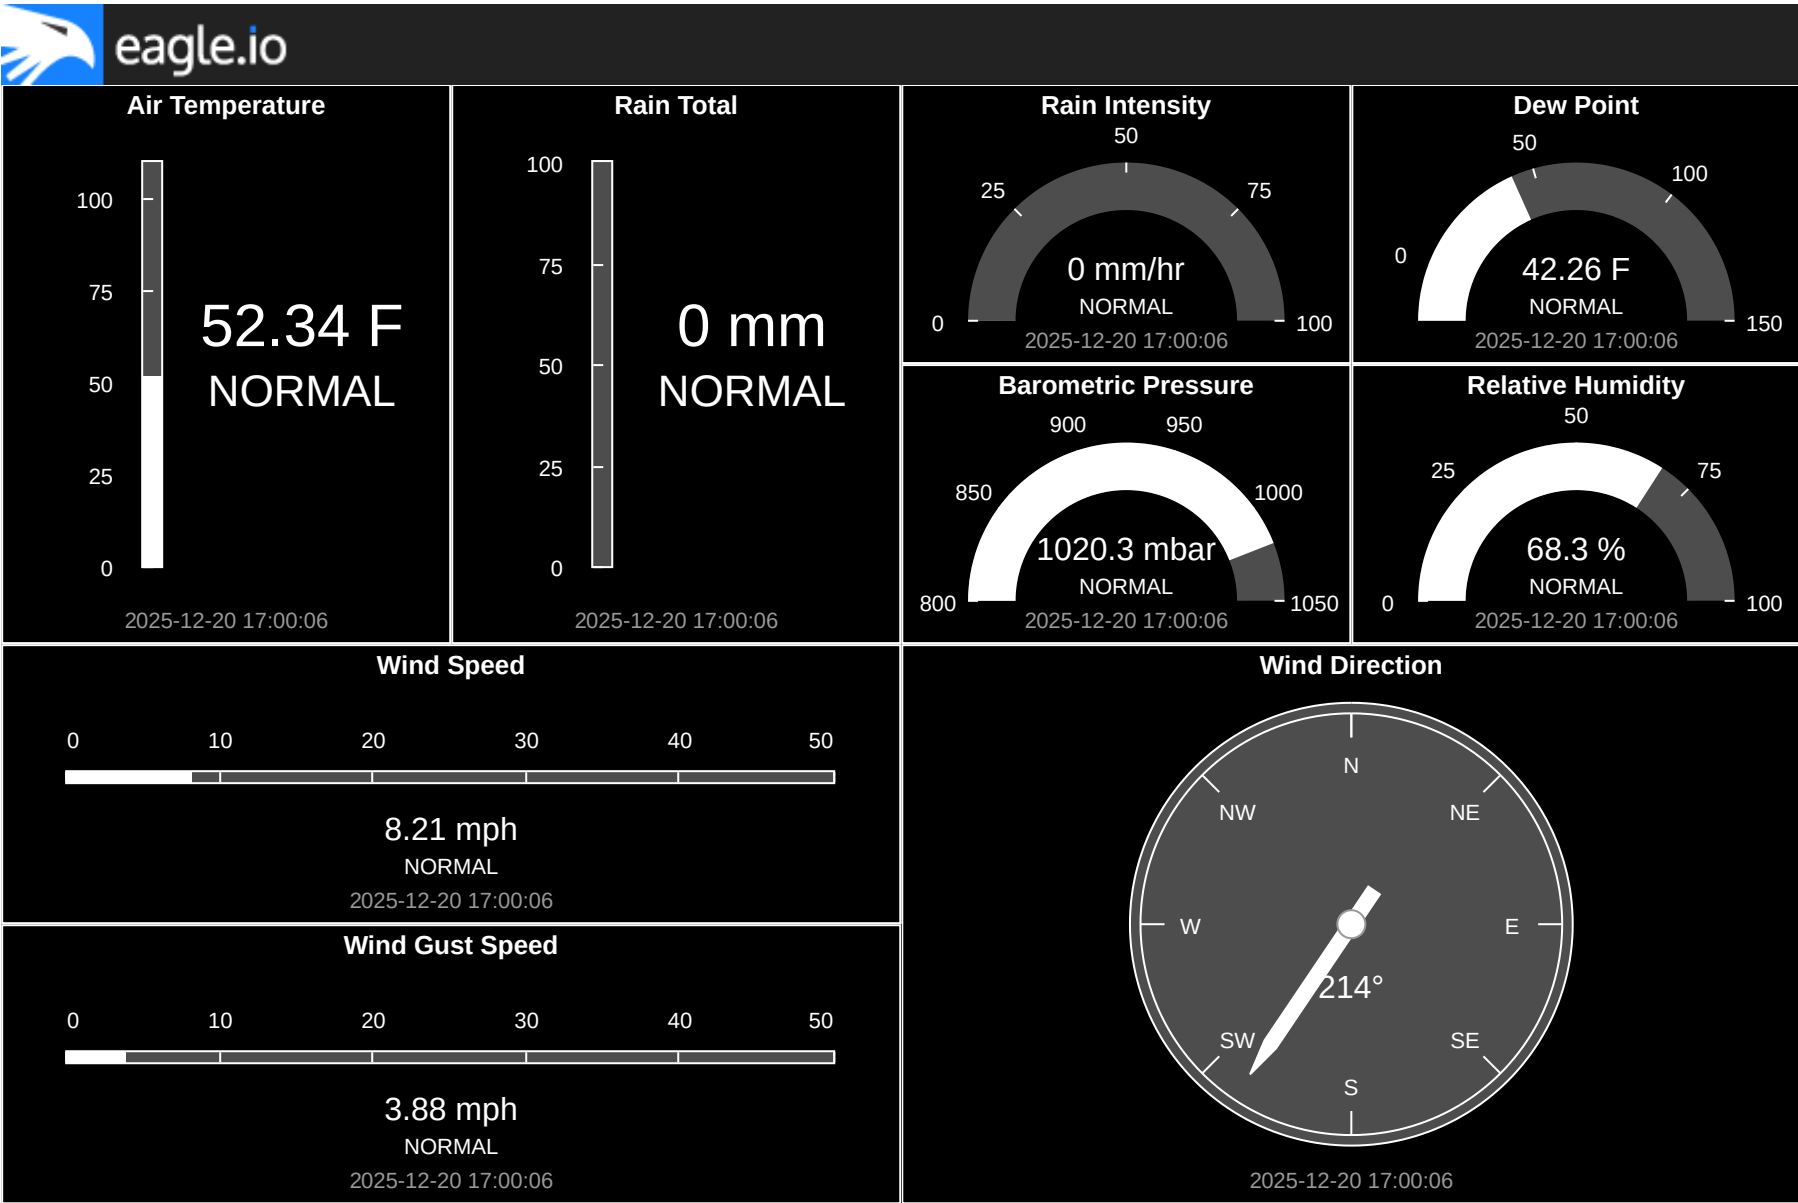 eagle.io
Air Temperature
100
75
50
25
0
52.34 F
NORMAL
2025-12-20 17:00:06
Rain Total
100
75
50
25
0
0 mm
NORMAL
2025-12-20 17:00:06
Rain Intensity
50
25
75
0
100
0 mm/hr
NORMAL
2025-12-20 17:00:06
Dew Point
50
100
0
150
42.26 F
NORMAL
2025-12-20 17:00:06
Barometric Pressure
900
950
850
1000
800
1050
1020.3 mbar
NORMAL
2025-12-20 17:00:06
Relative Humidity
50
25
75
0
100
68.3 %
NORMAL
2025-12-20 17:00:06
Wind Speed
0 10 20 30 40 50
8.21 mph
NORMAL
2025-12-20 17:00:06
Wind Gust Speed
0 10 20 30 40 50
3.88 mph
NORMAL
2025-12-20 17:00:06
Wind Direction
N
NW
NE
W
E
214°
SW
SE
S
2025-12-20 17:00:06